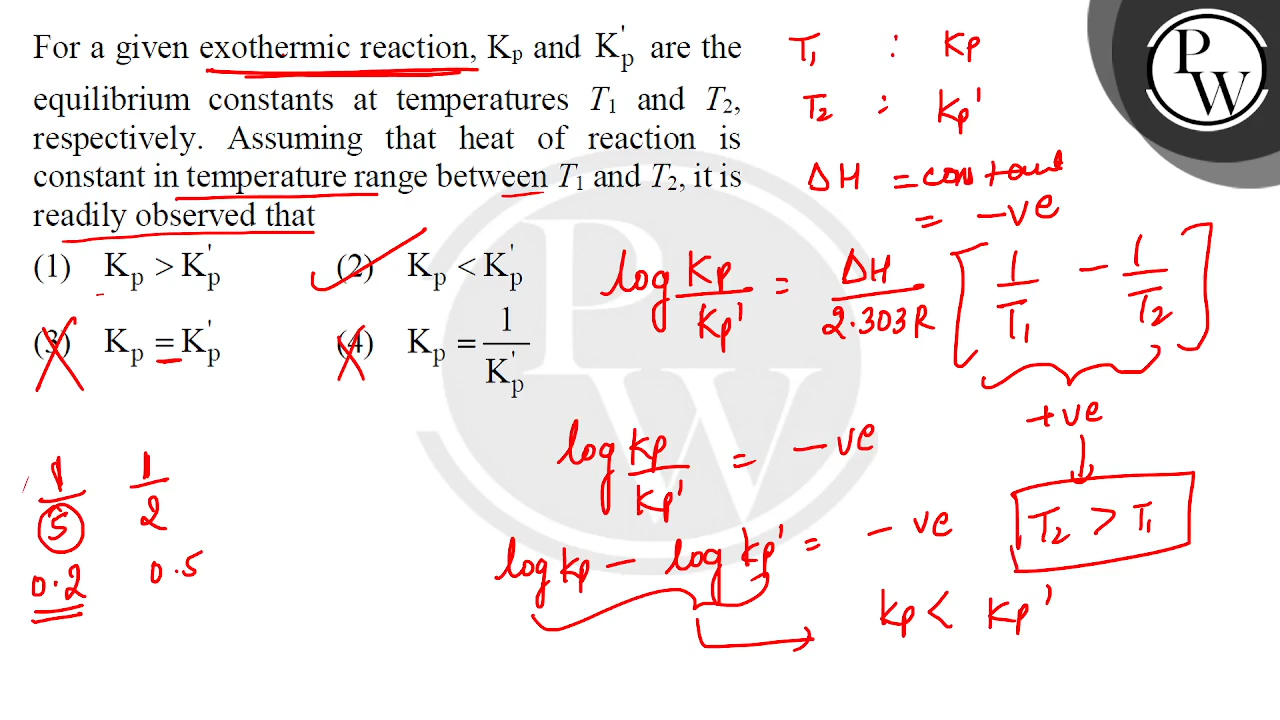 For a given exothermic reaction, Kp and K'p are the
equilibrium constants at temperatures T1 and T2,
respectively. Assuming that heat of reaction is
constant in temperature range between T1 and T2, it is
readily observed that
(1) Kp > K'p (2) Kp < K'p
(3) Kp = K'p (4) Kp = 1/K'p
T1 : Kp
T2 : Kp'
ΔH = constant
= -ve
log Kp/Kp' = ΔH/2.303R [1/T1 - 1/T2]
+ve
T2 > T1
log Kp/Kp' = -ve
log Kp - log Kp' = -ve
Kp < Kp'
1/5 1/2
0.2 0.5
P
W
P
W